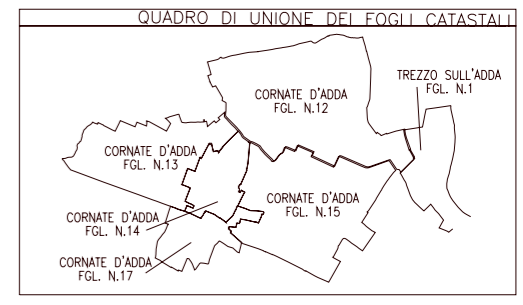 QUADRO DI UNIONE DEI FOGLI CATASTALI
TREZZO SULL'ADDA
FGL. N.1
CORNATE D'ADDA
FGL. N.12
CORNATE D'ADDA
FGL. N.13
CORNATE D'ADDA
FGL. N.15
CORNATE D'ADDA
FGL. N.14
CORNATE D'ADDA
FGL. N.17